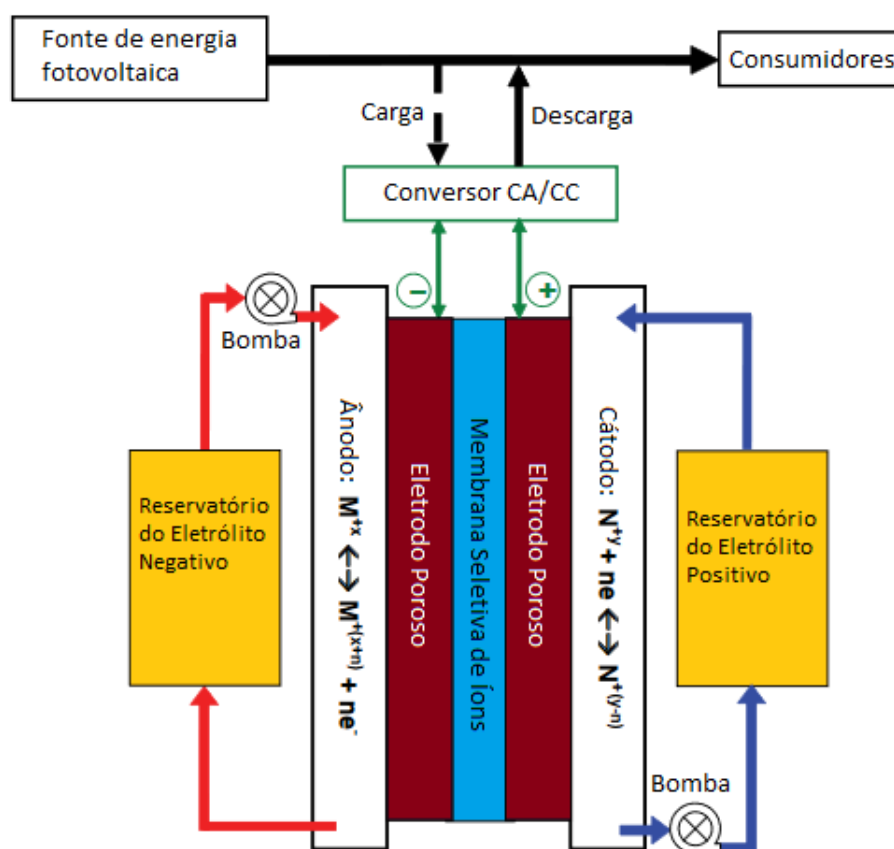 Fonte de energia
fotovoltaica
Consumidores
Carga
Descarga
Conversor CA/CC
−
+
Bomba
Ânodo: M⁺ˣ ←→ M⁺⁽ˣ⁺ⁿ⁾ + ne⁻
Eletrodo Poroso
Membrana Seletiva de Íons
Eletrodo Poroso
Cátodo: N⁺ʸ + ne ←→ N⁺⁽ʸ⁻ⁿ⁾
Reservatório
do Eletrólito
Negativo
Reservatório
do Eletrólito
Positivo
Bomba